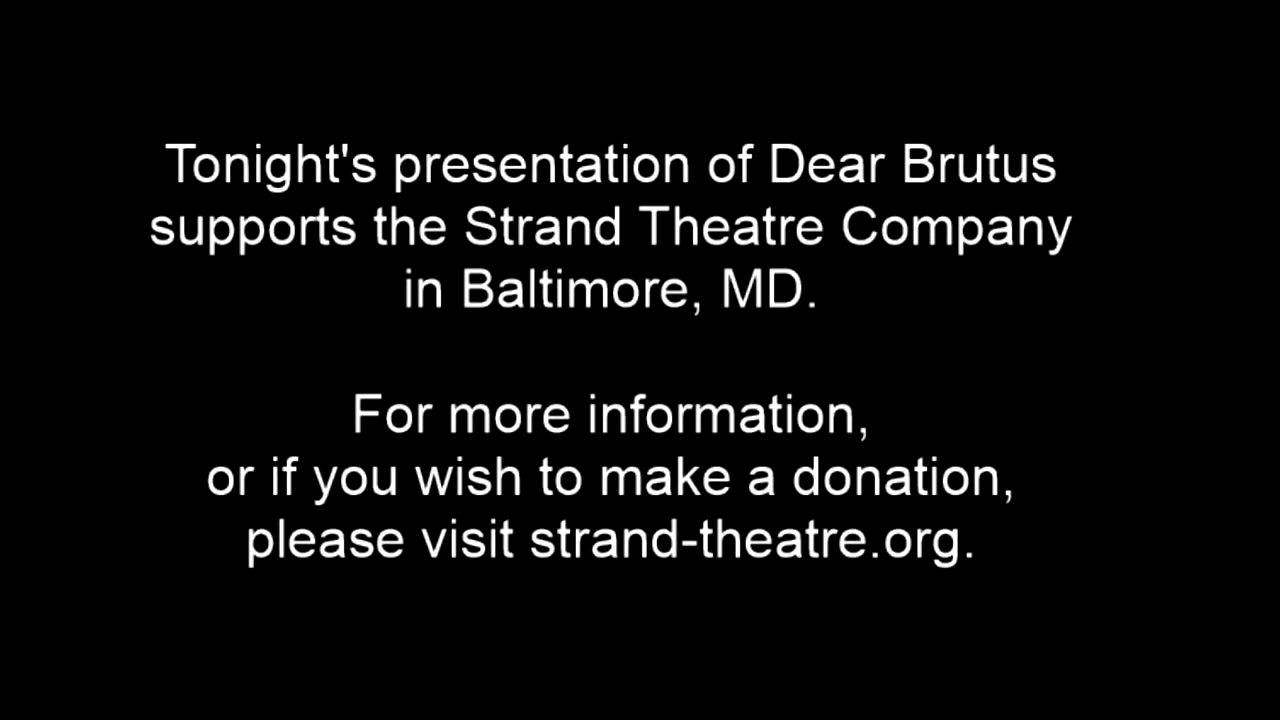 Tonight's presentation of Dear Brutus
supports the Strand Theatre Company
in Baltimore, MD.
For more information,
or if you wish to make a donation,
please visit strand-theatre.org.